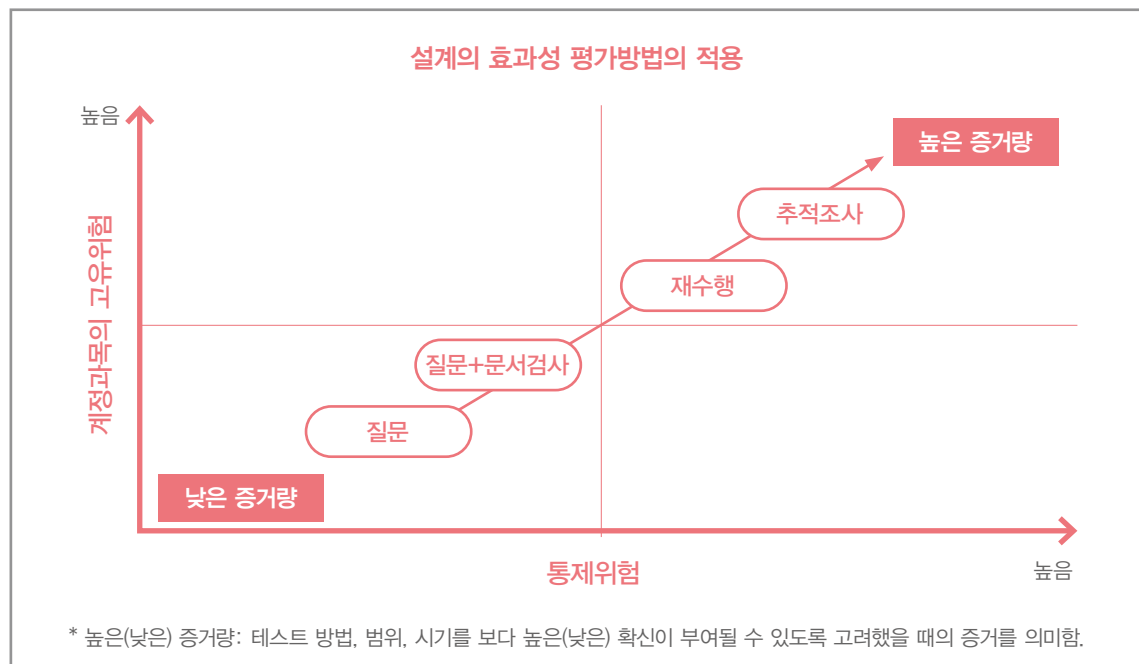 설계의 효과성 평가방법의 적용
높음
높은 증거량
추적조사
재수행
계정과목의 고유위험
질문+문서검사
질문
낮은 증거량
통제위험
높음
* 높은(낮은) 증거량: 테스트 방법, 범위, 시기를 보다 높은(낮은) 확신이 부여될 수 있도록 고려했을 때의 증거를 의미함.